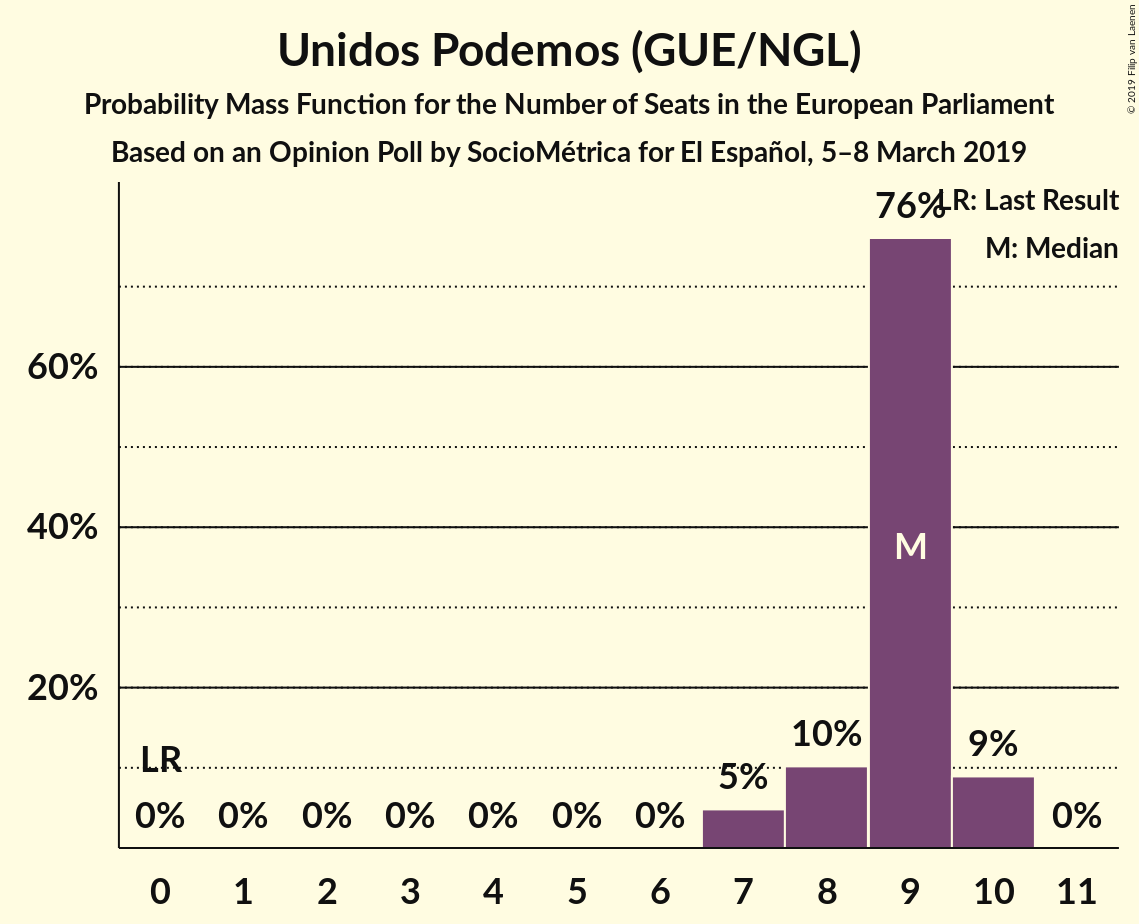 Unidos Podemos (GUE/NGL)
Probability Mass Function for the Number of Seats in the European Parliament
Based on an Opinion Poll by SocioMétrica for El Español, 5–8 March 2019
© 2019 Filip van Laenen
LR: Last Result
M: Median
60%
40%
20%
LR
0% 0% 0% 0% 0% 0% 0% 5% 10% 76% 9% 0%
M
0 1 2 3 4 5 6 7 8 9 10 11